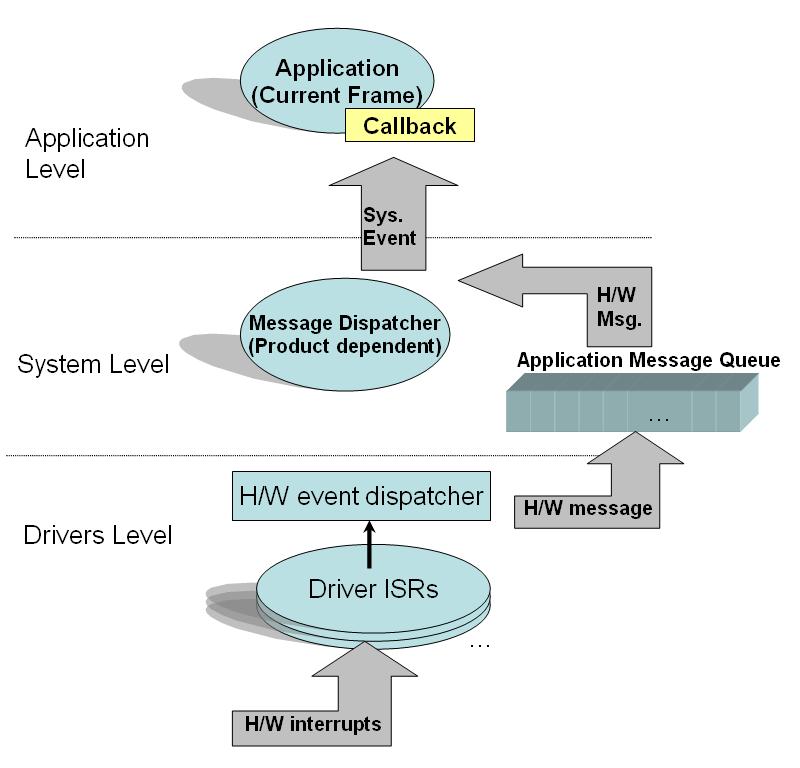 Application
(Current Frame)
Callback
Application
Level
Sys.
Event
H/W
Msg.
Message Dispatcher
(Product dependent)
System Level
Application Message Queue
...
H/W event dispatcher
H/W message
Drivers Level
Driver ISRs
...
H/W interrupts